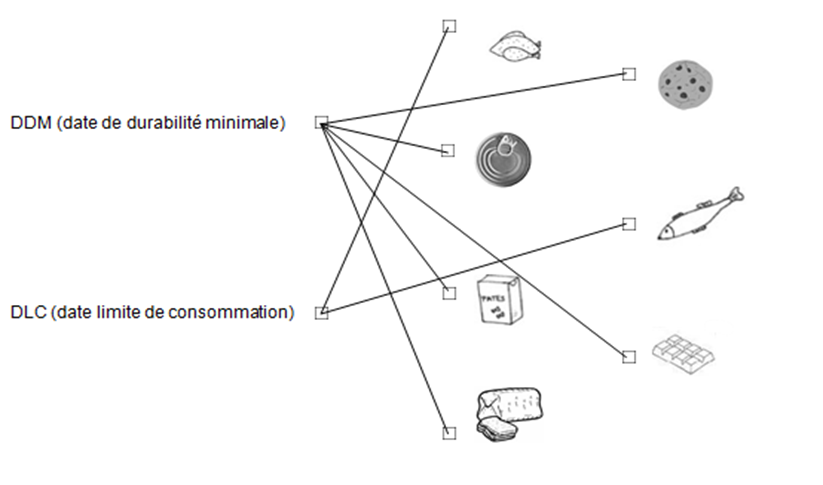 DDM (date de durabilité minimale)
PATES
DLC (date limite de consommation)